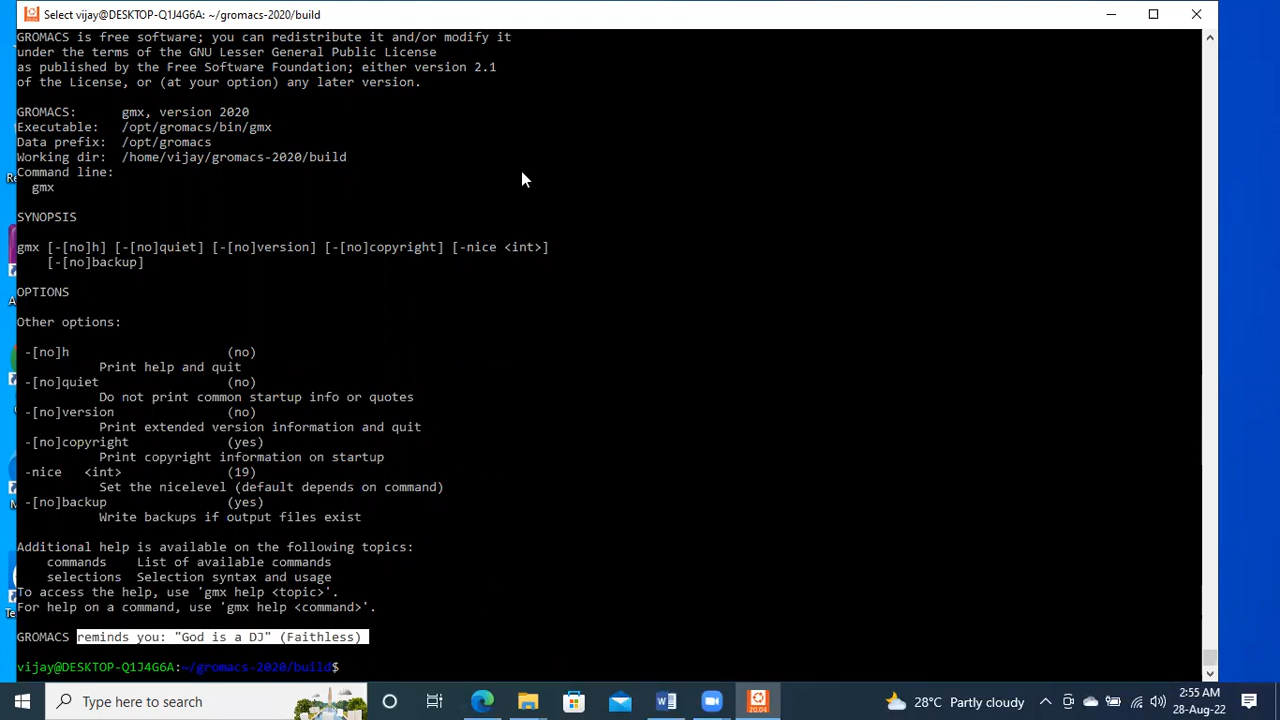 Select vijay@DESKTOP-Q1J4G6A: ~/gromacs-2020/build
GROMACS is free software; you can redistribute it and/or modify it
under the terms of the GNU Lesser General Public License
as published by the Free Software Foundation; either version 2.1
of the License, or (at your option) any later version.
GROMACS:      gmx, version 2020
Executable:   /opt/gromacs/bin/gmx
Data prefix:  /opt/gromacs
Working dir:  /home/vijay/gromacs-2020/build
Command line:
gmx
SYNOPSIS
gmx [-[no]h] [-[no]quiet] [-[no]version] [-[no]copyright] [-nice <int>]
[-[no]backup]
OPTIONS
Other options:
-[no]h                     (no)
Print help and quit
-[no]quiet                 (no)
Do not print common startup info or quotes
-[no]version               (no)
Print extended version information and quit
-[no]copyright             (yes)
Print copyright information on startup
-nice   <int>              (19)
Set the nicelevel (default depends on command)
-[no]backup                (yes)
Write backups if output files exist
Additional help is available on the following topics:
commands    List of available commands
selections  Selection syntax and usage
To access the help, use 'gmx help <topic>'.
For help on a command, use 'gmx help <command>'.
GROMACS reminds you: "God is a DJ" (Faithless)
vijay@DESKTOP-Q1J4G6A:~/gromacs-2020/build$
Type here to search
20.04
28°C Partly cloudy
2:55 AM
28-Aug-22